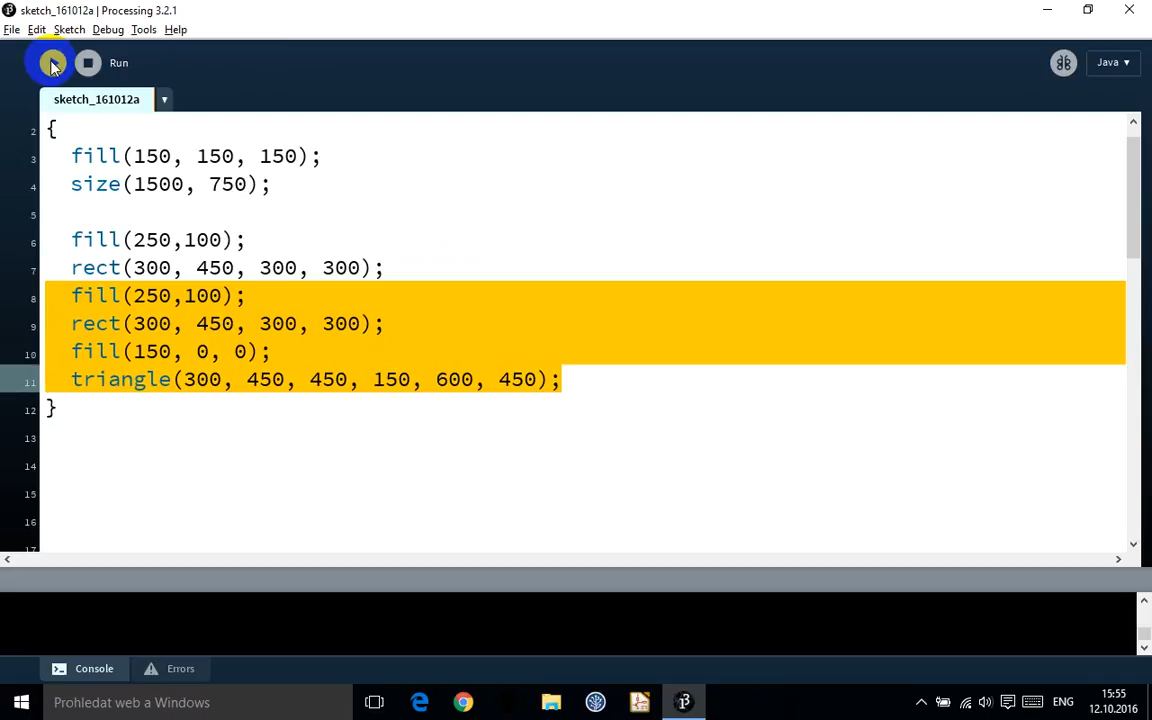 sketch_161012a | Processing 3.2.1
File Edit Sketch Debug Tools Help
Run
Java ▾
sketch_161012a ▾
2 {
3 fill(150, 150, 150);
4 size(1500, 750);
5
6 fill(250,100);
7 rect(300, 450, 300, 300);
8 fill(250,100);
9 rect(300, 450, 300, 300);
10 fill(150, 0, 0);
11 triangle(300, 450, 450, 150, 600, 450);
12 }
13
14
15
16
17
Console Errors
Prohledat web a Windows
ENG
15:55
12.10.2016